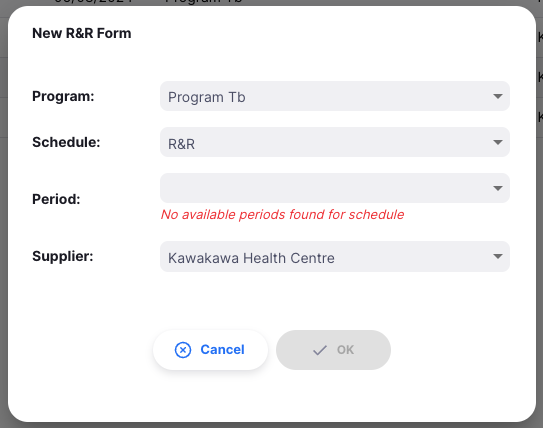 New R&R Form
Program:
Program Tb
Schedule:
R&R
Period:
No available periods found for schedule
Supplier:
Kawakawa Health Centre
Cancel
OK